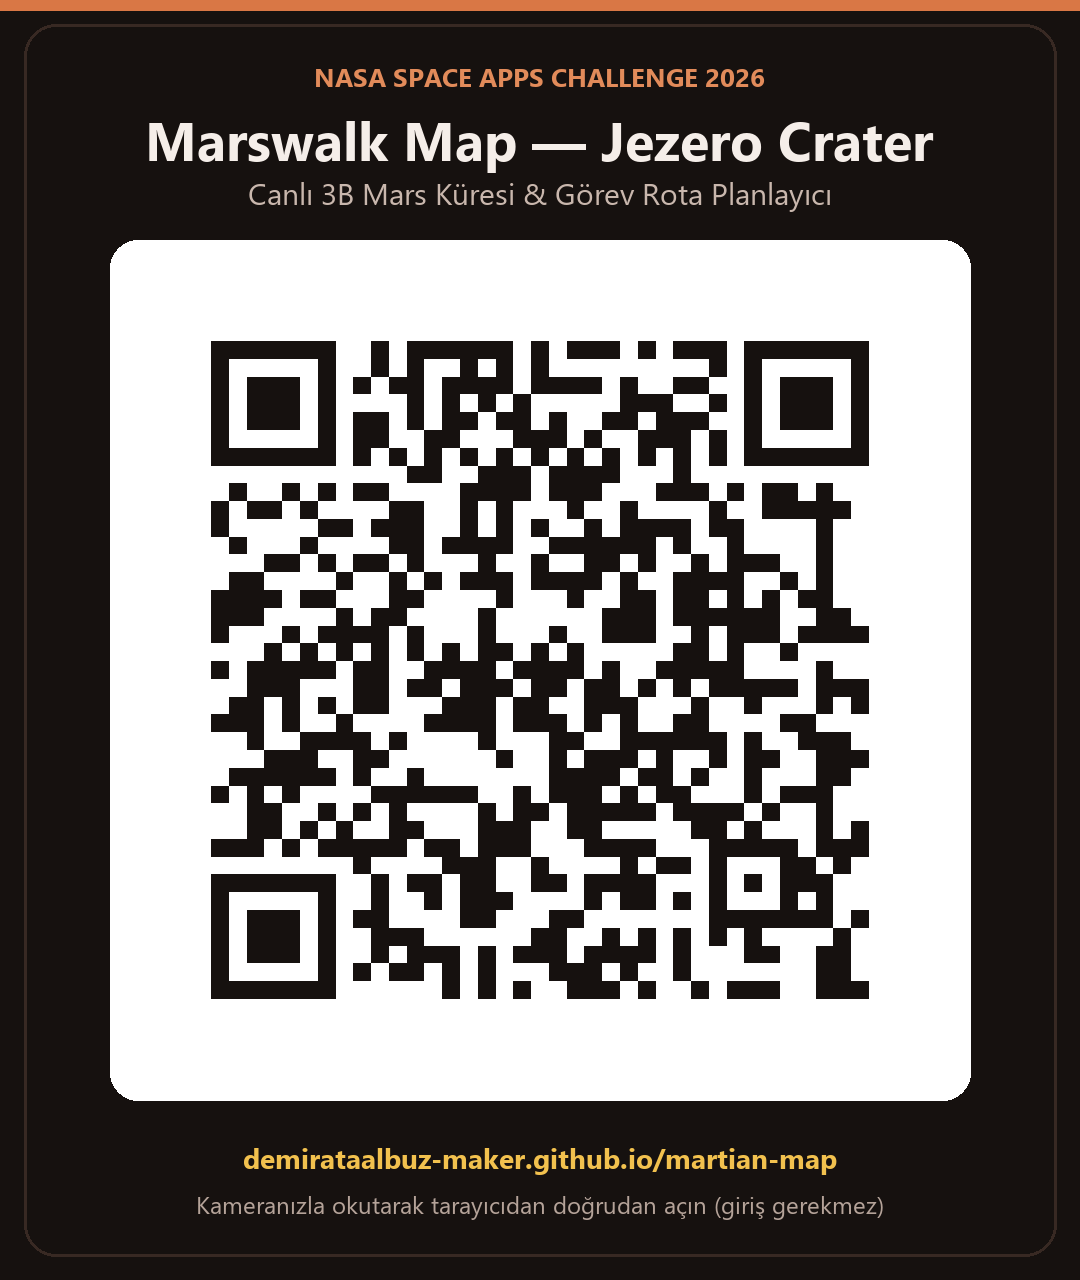 NASA SPACE APPS CHALLENGE 2026
Marswalk Map — Jezero Crater
Canlı 3B Mars Küresi & Görev Rota Planlayıcı
demirataalbuz-maker.github.io/martian-map
Kameranızla okutarak tarayıcıdan doğrudan açın (giriş gerekmez)